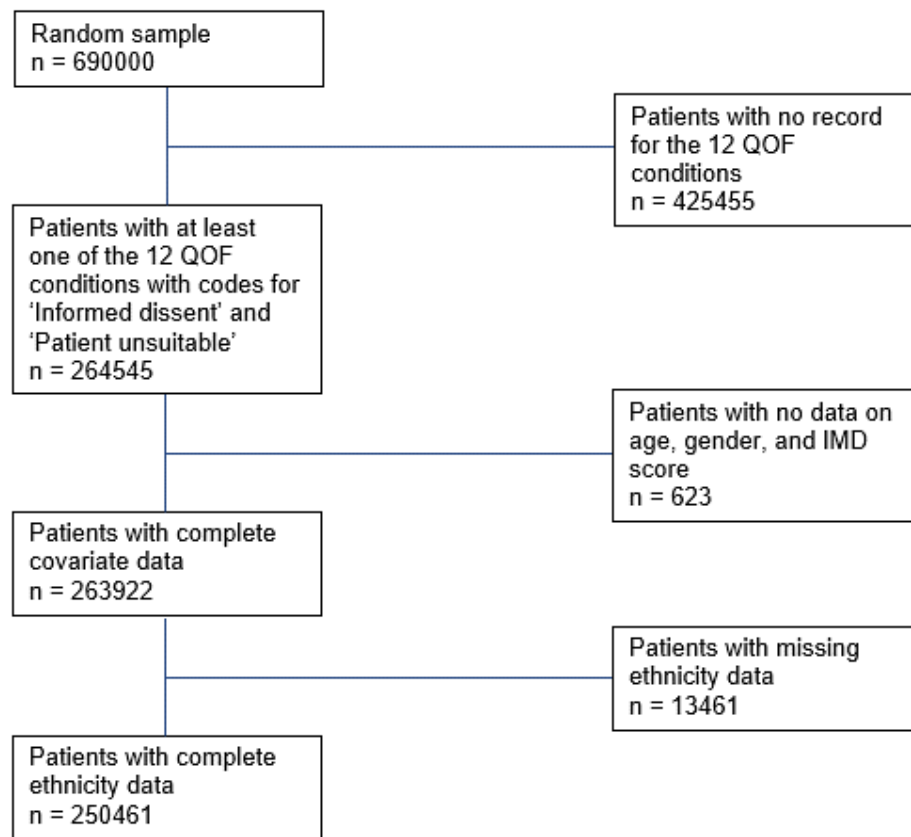 Random sample
n = 690000
Patients with no record
for the 12 QOF
conditions
n = 425455
Patients with at least
one of the 12 QOF
conditions with codes for
‘Informed dissent’ and
‘Patient unsuitable’
n = 264545
Patients with no data on
age, gender, and IMD
score
n = 623
Patients with complete
covariate data
n = 263922
Patients with missing
ethnicity data
n = 13461
Patients with complete
ethnicity data
n = 250461